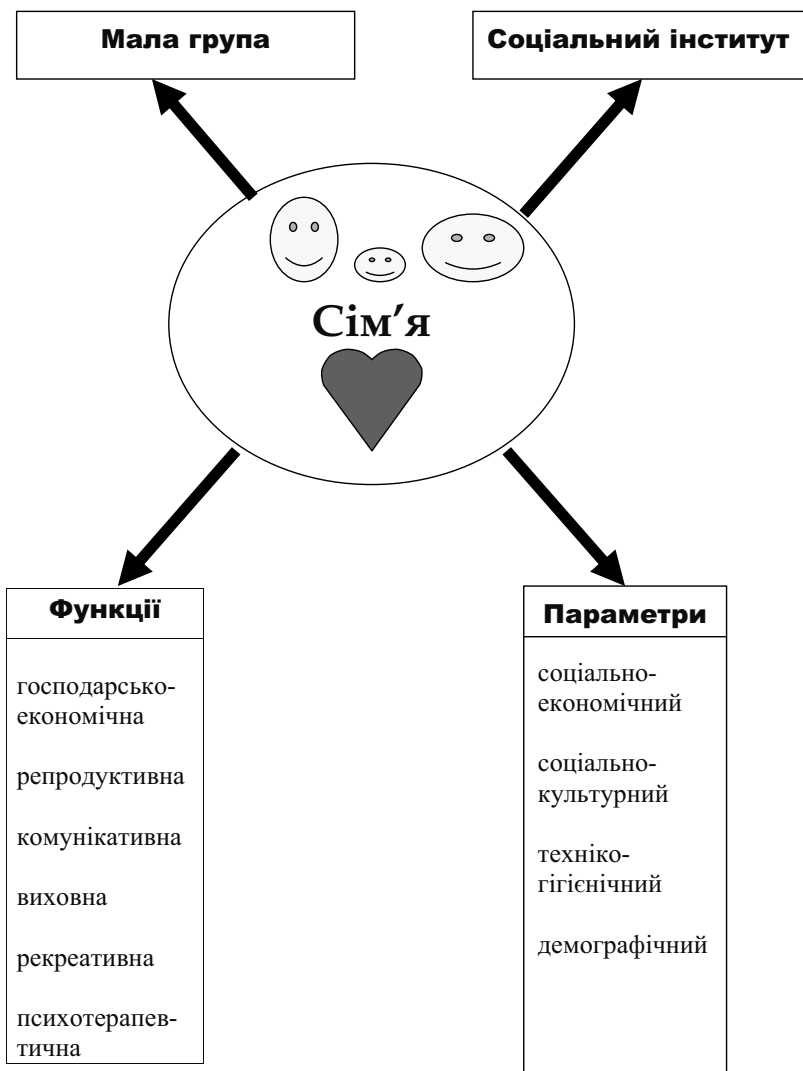 Мала група
Соціальний інститут
Сім’я
Функції
господарсько-
економічна
репродуктивна
комунікативна
виховна
рекреативна
психотерапев-
тична
Параметри
соціально-
економічний
соціально-
культурний
техніко-
гігієнічний
демографічний